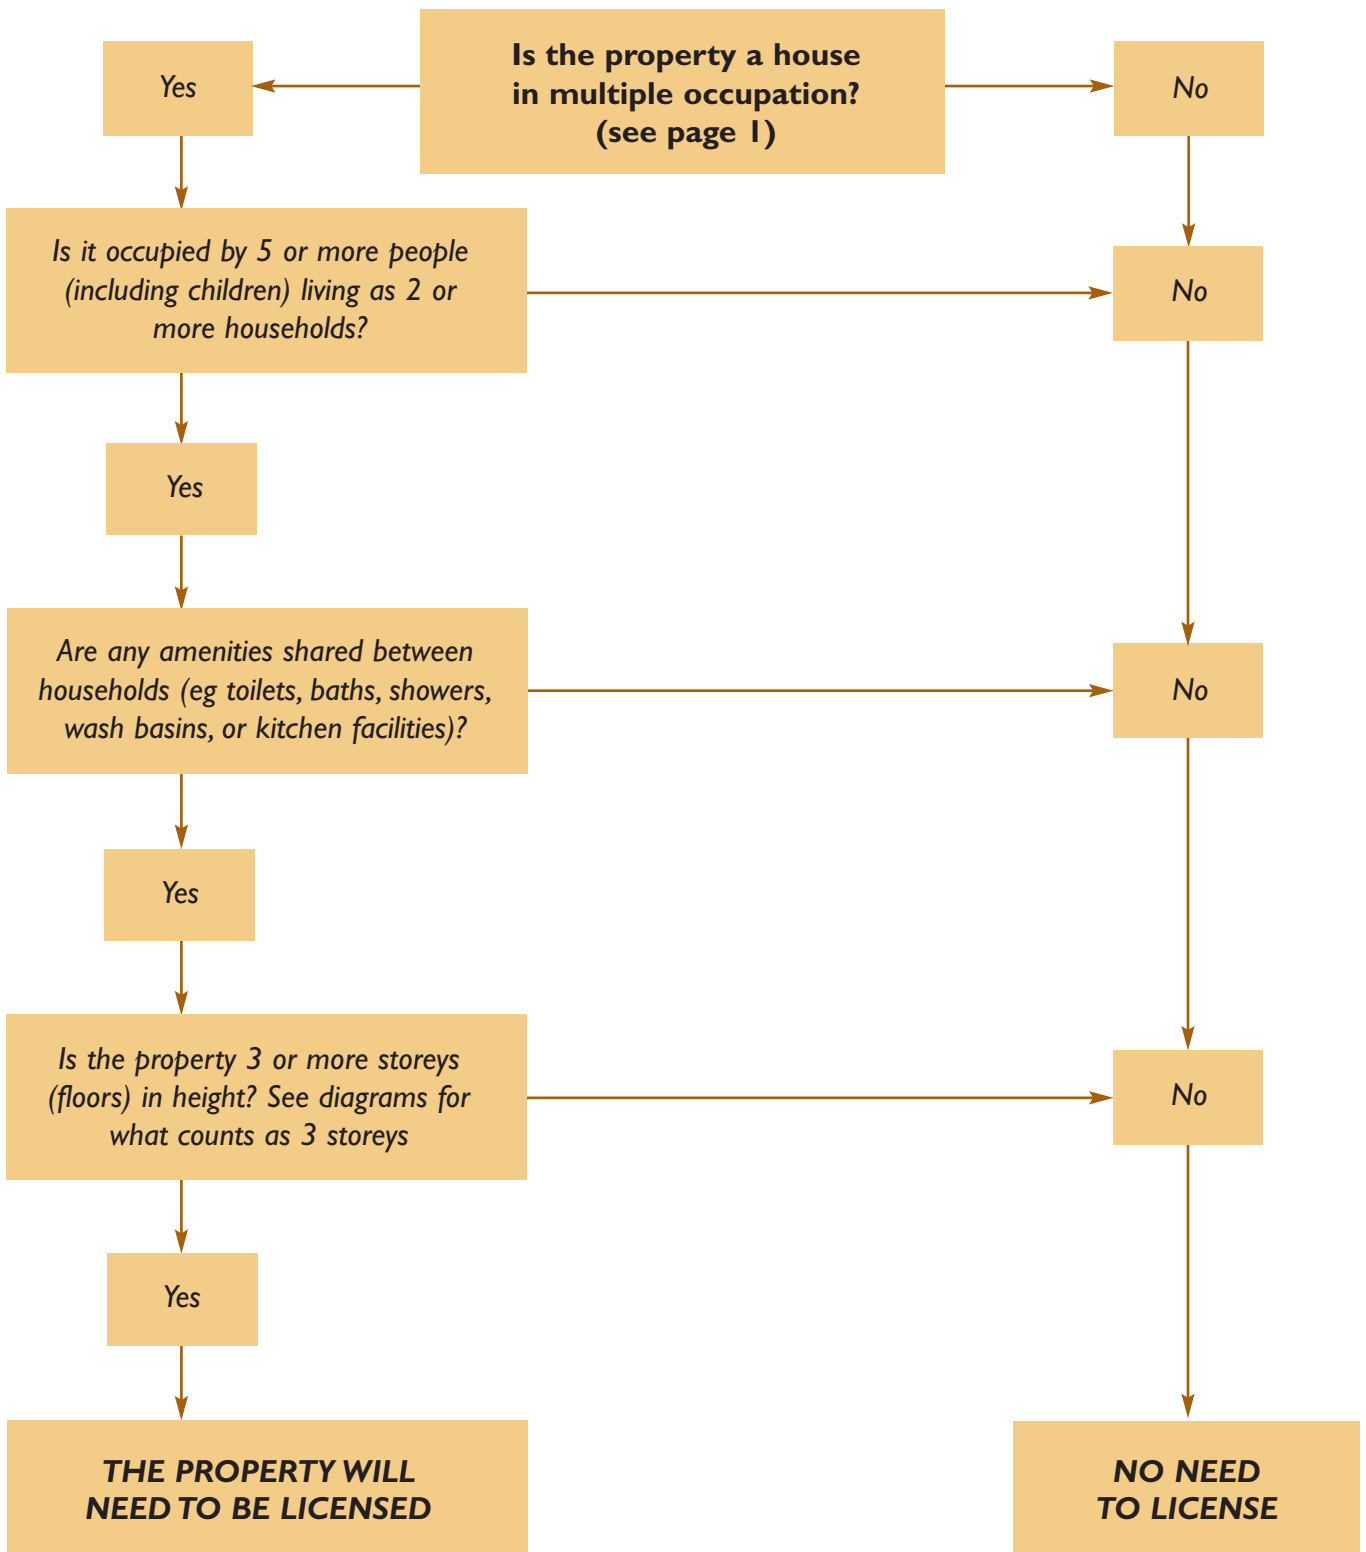 Is the property a house
in multiple occupation?
(see page 1)
Yes
No
Is it occupied by 5 or more people
(including children) living as 2 or
more households?
No
Yes
Are any amenities shared between
households (eg toilets, baths, showers,
wash basins, or kitchen facilities)?
No
Yes
Is the property 3 or more storeys
(floors) in height? See diagrams for
what counts as 3 storeys
No
Yes
THE PROPERTY WILL
NEED TO BE LICENSED
NO NEED
TO LICENSE